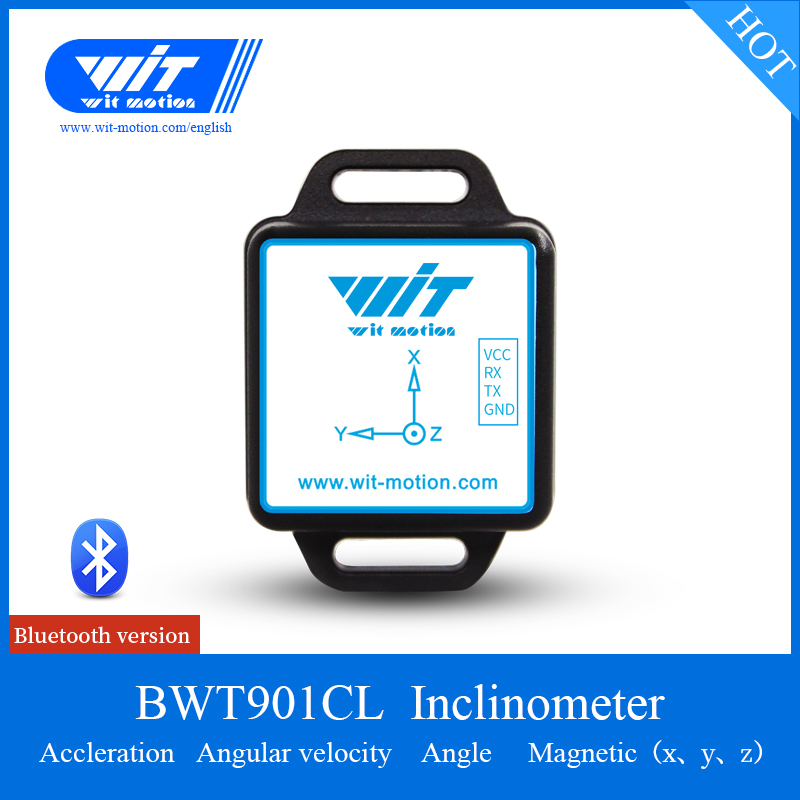 HOT
WIT
wit motion
www.wit-motion.com/english
WIT
wit motion
X
VCC
RX
TX
GND
Y Z
www.wit-motion.com
Bluetooth version
BWT901CL Inclinometer
Accleration Angular velocity Angle Magnetic（x、y、z）